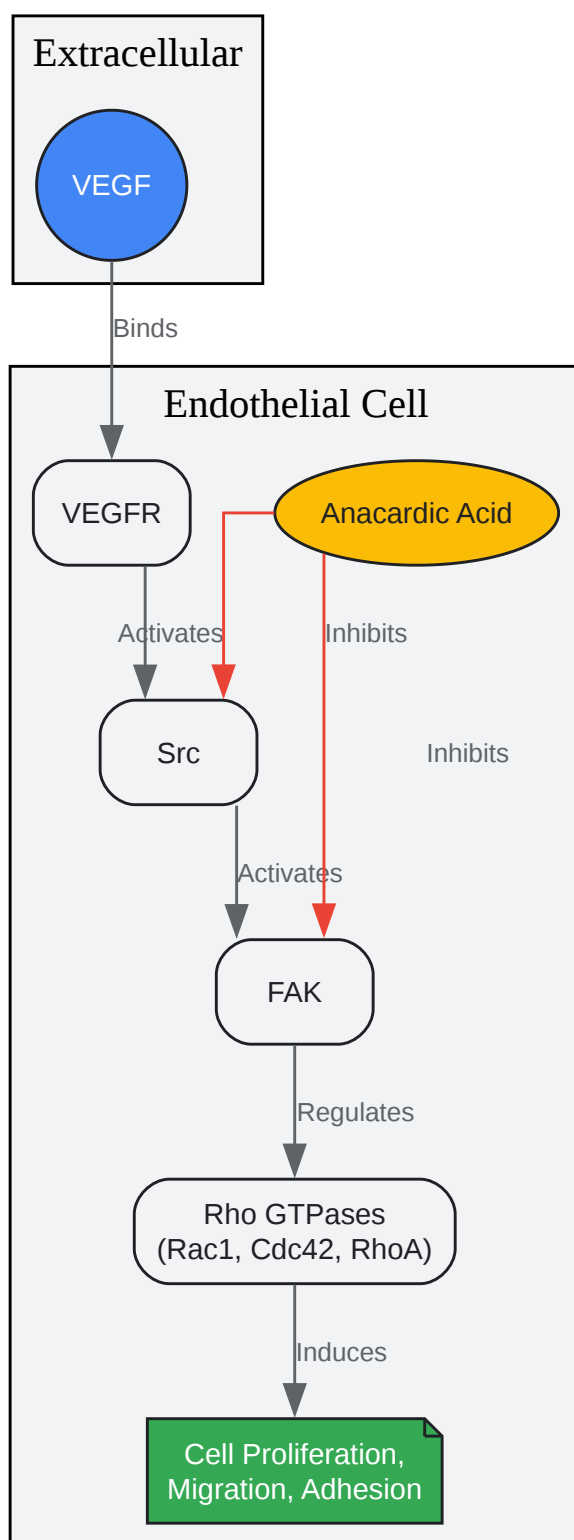 Extracellular
VEGF
Binds
Endothelial Cell
VEGFR
Anacardic Acid
Activates
Inhibits
Src
Inhibits
Activates
FAK
Regulates
Rho GTPases
(Rac1, Cdc42, RhoA)
Induces
Cell Proliferation,
Migration, Adhesion